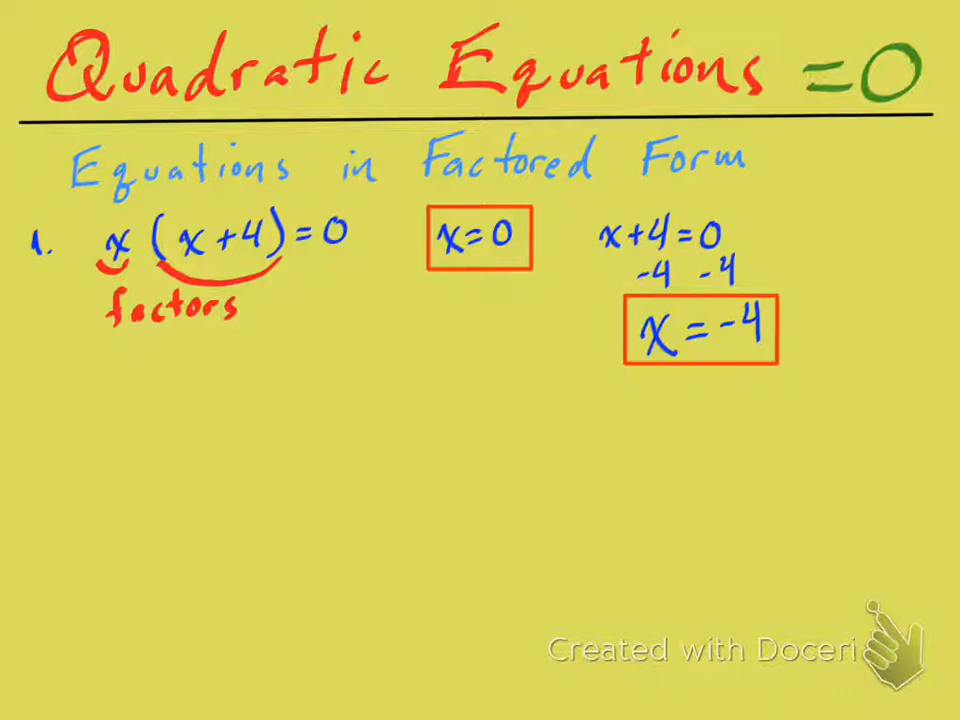 Quadratic Equations =0
Equations in Factored Form
1. x (x+4)=0 x=0 x+4=0
-4 -4
factors x=-4
Created with Doceri